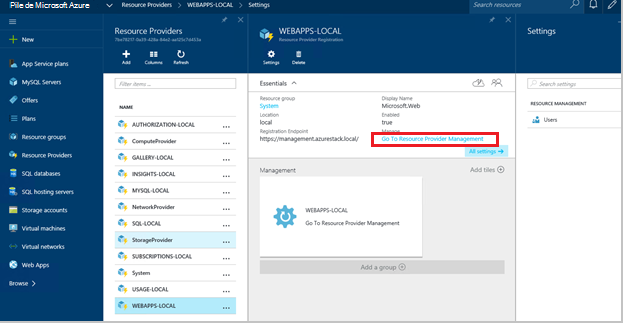 Pile de Microsoft Azure
Resource Providers > WEBAPPS-LOCAL > Settings
Search resources
New
App Service plans
MySQL Servers
Offers
Plans
Resource groups
Resource Providers
SQL databases
SQL hosting servers
Storage accounts
Virtual machines
Virtual networks
Web Apps
Browse >
Resource Providers
Add
Columns
Refresh
Filter items ...
NAME
AUTHORIZATION-LOCAL ...
ComputeProvider ...
GALLERY-LOCAL ...
INSIGHTS-LOCAL ...
MYSQL-LOCAL ...
NetworkProvider ...
SQL-LOCAL ...
StorageProvider ...
SUBSCRIPTIONS-LOCAL ...
System ...
USAGE-LOCAL ...
WEBAPPS-LOCAL ...
WEBAPPS-LOCAL
Resource Provider Registration
Settings
Delete
Essentials
Resource group
System
Location
local
Registration Endpoint
https://management.azurestack.local/
Display Name
Microsoft.Web
Enabled
true
Manage
Go To Resource Provider Management
All settings →
Management
Add tiles
WEBAPPS-LOCAL
Go To Resource Provider Management
Add a group
Settings
Search settings
RESOURCE MANAGEMENT
Users